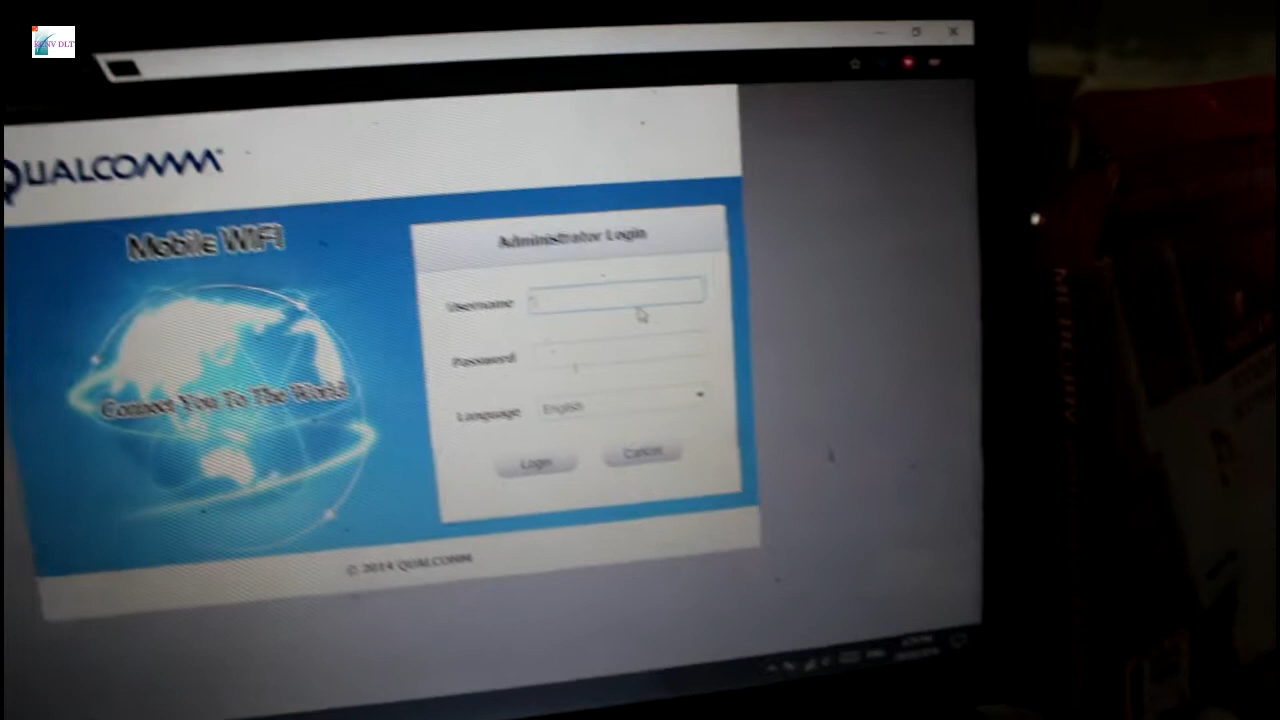 QUALCOMM
Mobile WIFI
Connect You To The World
Administrator Login
Username
Password
Language English
Login Cancel
© 2014 QUALCOMM